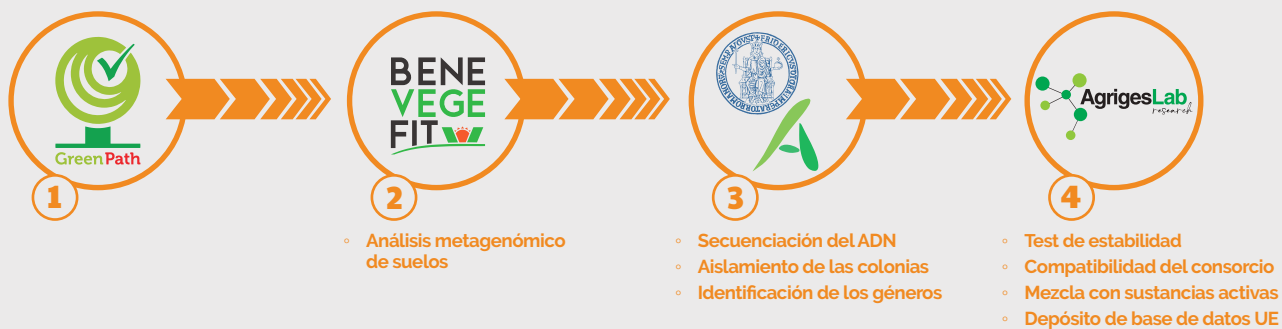 GreenPath
1
BENE
VEGE
FIT
2
3
AgrigesLab
research
4
◦ Análisis metagenómico
de suelos
◦ Secuenciación del ADN
◦ Aislamiento de las colonias
◦ Identificación de los géneros
◦ Test de estabilidad
◦ Compatibilidad del consorcio
◦ Mezcla con sustancias activas
◦ Depósito de base de datos UE